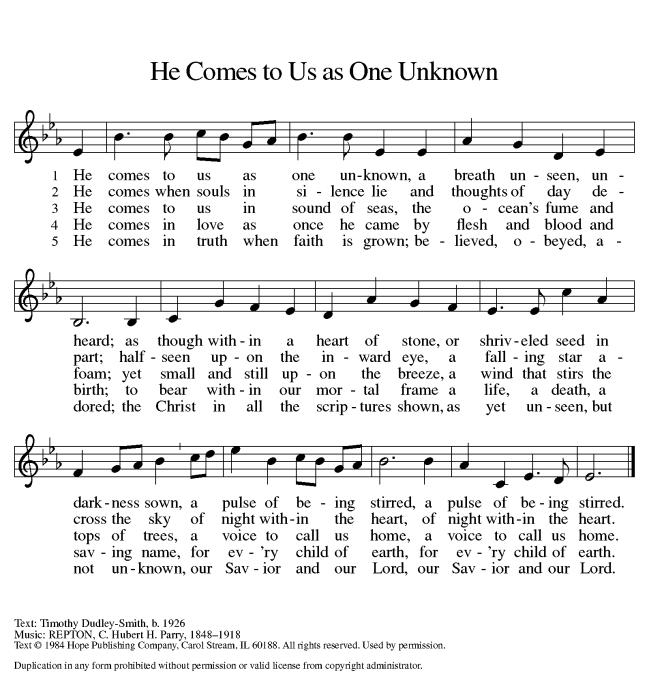 He Comes to Us as One Unknown
1 He comes to us as one un-known, a breath un - seen, un -
2 He comes when souls in si - lence lie and thoughts of day de -
3 He comes to us in sound of seas, the o - cean's fume and
4 He comes in love as once he came by flesh and blood and
5 He comes in truth when faith is grown; be - lieved, o - beyed, a -
heard; as though with - in a heart of stone, or shriv - eled seed in
part; half - seen up - on the in - ward eye, a fall - ing star a -
foam; yet small and still up - on the breeze, a wind that stirs the
birth; to bear with - in our mor - tal frame a life, a death, a
dored; the Christ in all the scrip - tures shown, as yet un - seen, but
dark - ness sown, a pulse of be - ing stirred, a pulse of be - ing stirred.
cross the sky of night with - in the heart, of night with - in the heart.
tops of trees, a voice to call us home, a voice to call us home.
sav - ing name, for ev - 'ry child of earth, for ev - 'ry child of earth.
not un - known, our Sav - ior and our Lord, our Sav - ior and our Lord.
Text: Timothy Dudley-Smith, b. 1926
Music: REPTON, C. Hubert H. Parry, 1848–1918
Text © 1984 Hope Publishing Company, Carol Stream, IL 60188. All rights reserved. Used by permission.
Duplication in any form prohibited without permission or valid license from copyright administrator.